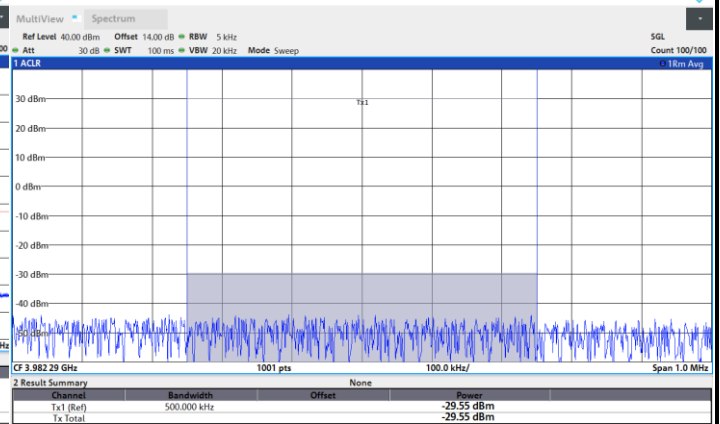 MultiView Spectrum
Ref Level 40.00 dBm Offset 14.00 dB RBW 5 kHz SGL
00 Att 30 dB SWT 100 ms VBW 20 kHz Mode Sweep Count 100/100
1 ACLR 1Rm Avg
30 dBm
Tx1
20 dBm
10 dBm
0 dBm
-10 dBm
-20 dBm
-30 dBm
-40 dBm
-50 dBm
Hz
CF 3.982 29 GHz 1001 pts 100.0 kHz/ Span 1.0 MHz
2 Result Summary None
Channel Bandwidth Offset Power
Tx1 (Ref) 500.000 kHz -29.55 dBm
Tx Total -29.55 dBm